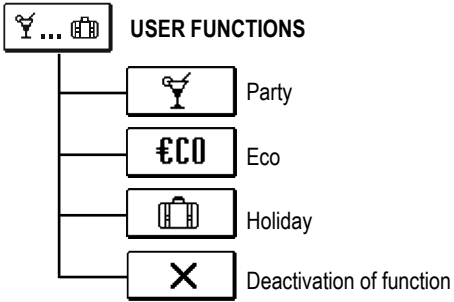 ... USER FUNCTIONS
Party
€CO Eco
Holiday
Deactivation of function